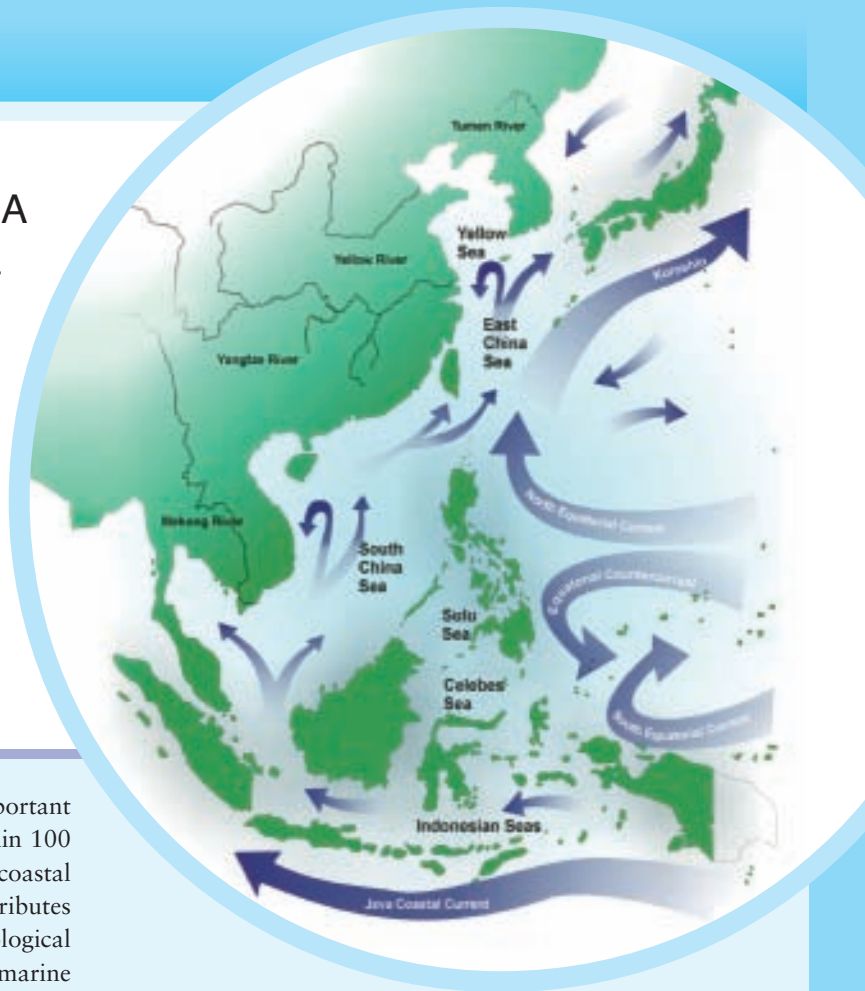 A
Tumen River
Yellow
Sea
Yellow River
Kuroshio
East
China
Sea
Yangtze River
North Equatorial Current
Mekong River
South
China
Sea
Equatorial Countercurrent
Sulu
Sea
Celebes
Sea
South Equatorial Current
Indonesian Seas
Java Coastal Current
portant
in 100
coastal
ributes
logical
marine